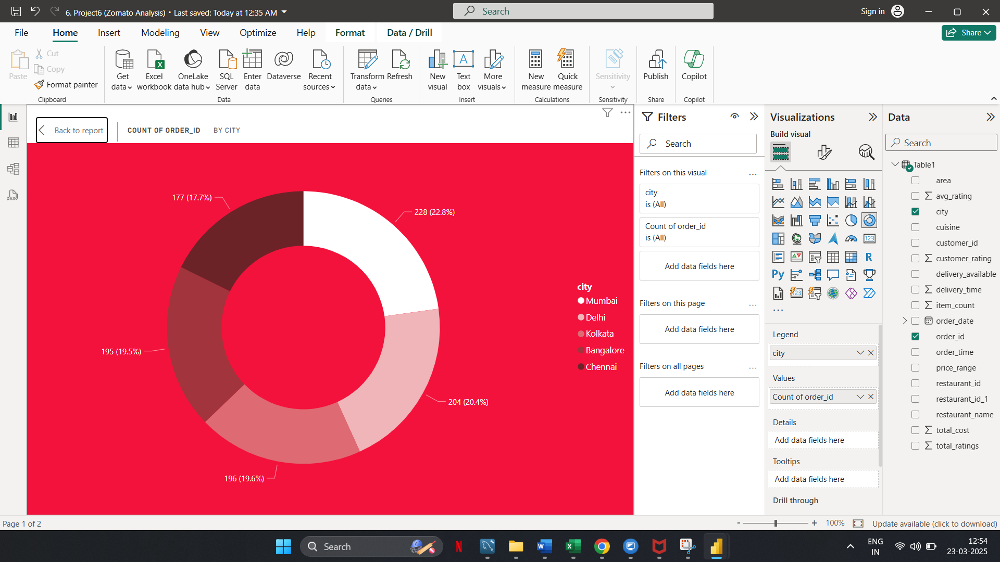 6. Project6 (Zomato Analysis) • Last saved: Today at 12:35 AM
Search
Sign in
File
Home
Insert
Modeling
View
Optimize
Help
Format
Data / Drill
Share
Paste
Cut
Copy
Format painter
Clipboard
Get data
Excel workbook
OneLake data hub
SQL Server
Enter data
Dataverse
Recent sources
Data
Transform data
Refresh
Queries
New visual
Text box
More visuals
Insert
New measure
Quick measure
Calculations
Sensitivity
Sensitivity
Publish
Share
Copilot
Copilot
Back to report
COUNT OF ORDER_ID
BY CITY
177 (17.7%)
228 (22.8%)
195 (19.5%)
204 (20.4%)
196 (19.6%)
city
Mumbai
Delhi
Kolkata
Bangalore
Chennai
Filters
Search
Filters on this visual
...
city
is (All)
Count of order_id
is (All)
Add data fields here
Filters on this page
...
Add data fields here
Filters on all pages
...
Add data fields here
Visualizations
Build visual
123
R
Py
123
...
Legend
city
Values
Count of order_id
Details
Add data fields here
Tooltips
Add data fields here
Drill through
Data
Search
Table1
area
avg_rating
city
cuisine
customer_id
customer_rating
delivery_available
delivery_time
item_count
order_date
order_id
order_time
price_range
restaurant_id
restaurant_id_1
restaurant_name
total_cost
total_ratings
DAX
Page 1 of 2
- + 100%
Update available (click to download)
Search
ENG
IN
12:54
23-03-2025